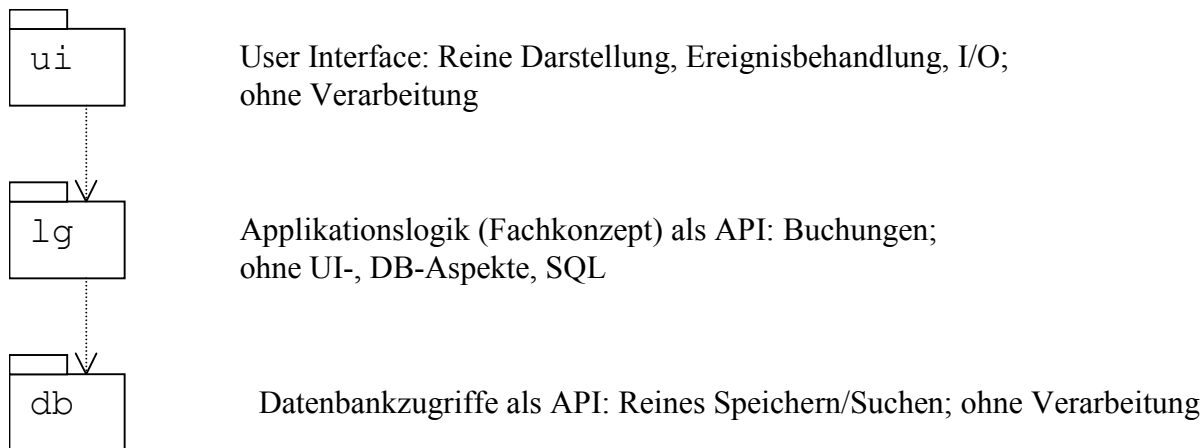 ui
User Interface: Reine Darstellung, Ereignisbehandlung, I/O;
ohne Verarbeitung
lg
Applikationslogik (Fachkonzept) als API: Buchungen;
ohne UI-, DB-Aspekte, SQL
db
Datenbankzugriffe als API: Reines Speichern/Suchen; ohne Verarbeitung